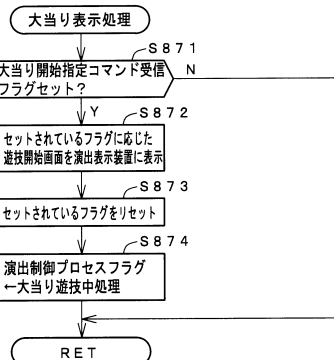 大当り表示処理
S871
大当り開始指定コマンド受信
フラグセット？
N
Y
S872
セットされているフラグに応じた
遊技開始画面を演出表示装置に表示
S873
セットされているフラグをリセット
S874
演出制御プロセスフラグ
←大当り遊技中処理
RET